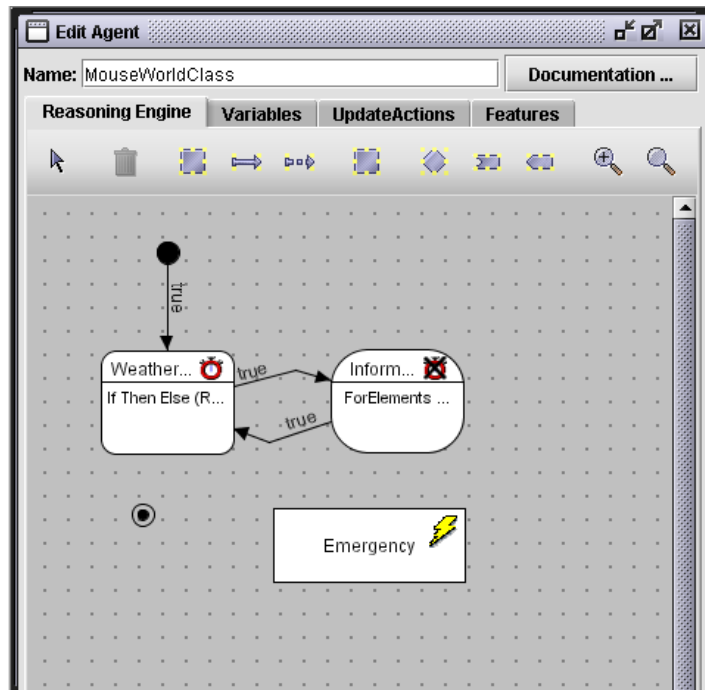 Edit Agent
Name: MouseWorldClass Documentation ...
Reasoning Engine Variables UpdateActions Features
true
Weather... true Inform...
If Then Else (R... ForElements ...
true
Emergency